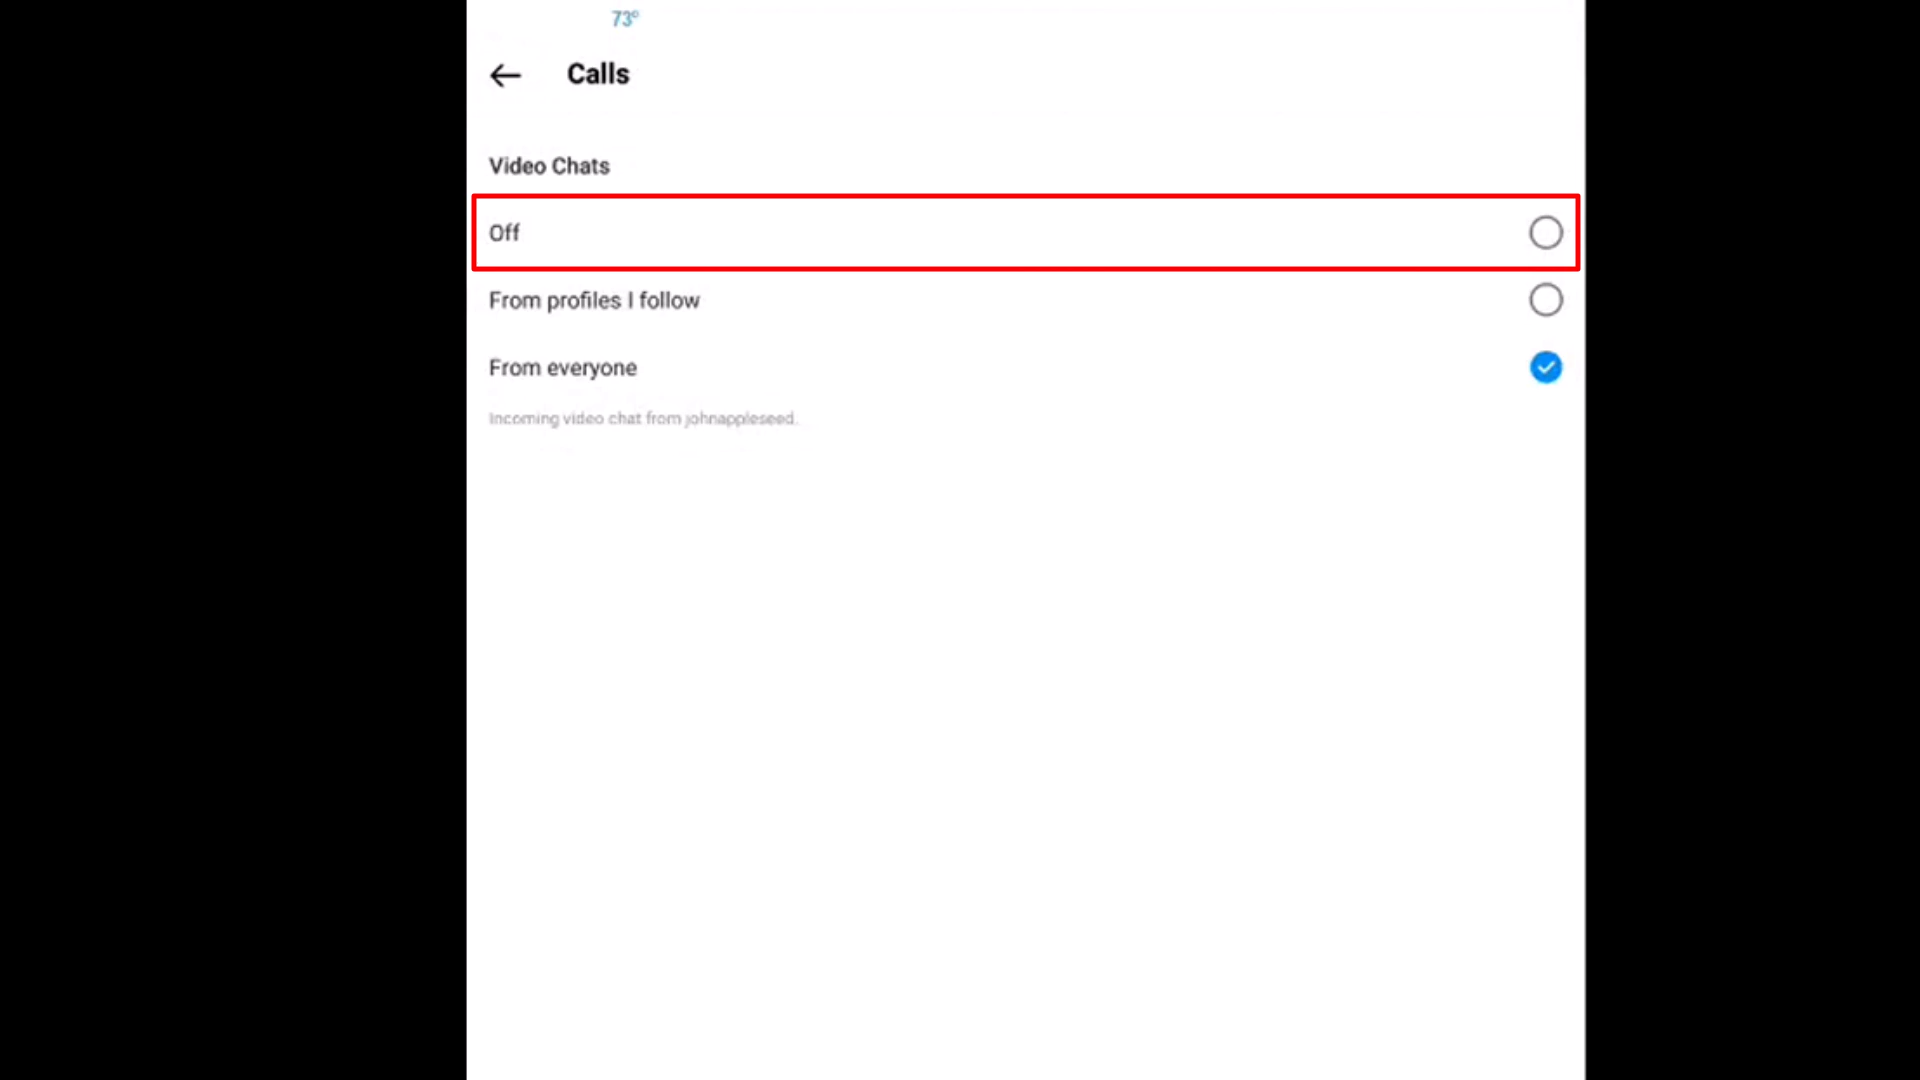 73°
Calls
Video Chats
Off
From profiles I follow
From everyone
Incoming video chat from johnappleseed.